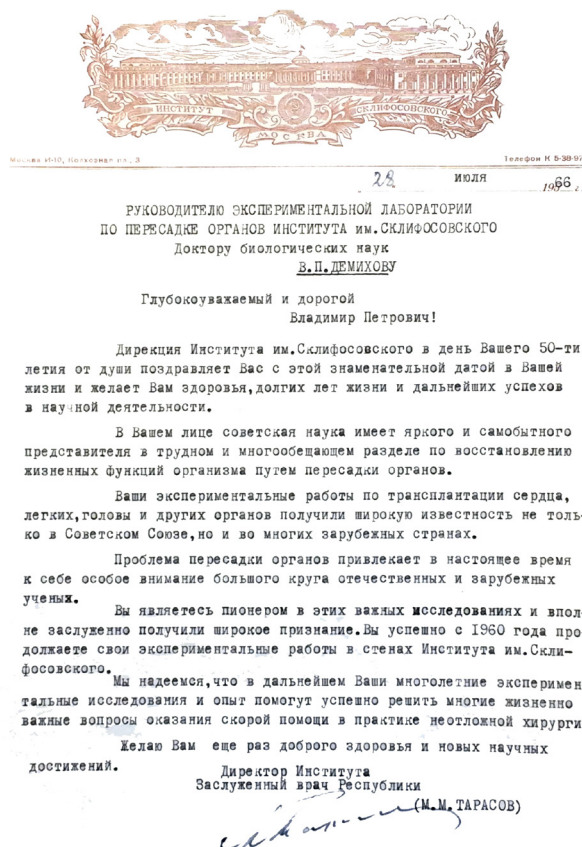 ИНСТИТУТ СКЛИФОСОВСКОГО
МОСКВА
Москва И-10, Колхозная пл., 3 Телефон К 5-38-97
28 ИЮЛЯ 1966 г.
РУКОВОДИТЕЛЮ ЭКСПЕРИМЕНТАЛЬНОЙ ЛАБОРАТОРИИ
ПО ПЕРЕСАДКЕ ОРГАНОВ ИНСТИТУТА им.СКЛИФОСОВСКОГО
Доктору биологических наук
В.П.ДЕМИХОВУ
Глубокоуважаемый и дорогой
Владимир Петрович!
Дирекция Института им.Склифосовского в день Вашего 50-ти
летия от души поздравляет Вас с этой знаменательной датой в Вашей
жизни и желает Вам здоровья,долгих лет жизни и дальнейших успехов
в научной деятельности.
В Вашем лице советская наука имеет яркого и самобытного
представителя в трудном и многообещающем разделе по восстановлению
жизненных функций организма путем пересадки органов.
Ваши экспериментальные работы по трансплантации сердца,
легких,головы и других органов получили широкую известность не толь-
ко в Советском Союзе,но и во многих зарубежных странах.
Проблема пересадки органов привлекает в настоящее время
к себе особое внимание большого круга отечественных и зарубежных
ученых.
Вы являетесь пионером в этих важных исследованиях и впол-
не заслуженно получили широкое признание.Вы успешно с 1960 года про
должаете свои экспериментальные работы в стенах Института им.Скли-
фосовского.
Мы надеемся,что в дальнейшем Ваши многолетние эксперимен
тальные исследования и опыт помогут успешно решить многие жизненно
важные вопросы оказания скорой помощи в практике неотложной хирурги
Желаю Вам еще раз доброго здоровья и новых научных
достижений.
Директор Института
Заслуженный врач Республики
(М.М.ТАРАСОВ)